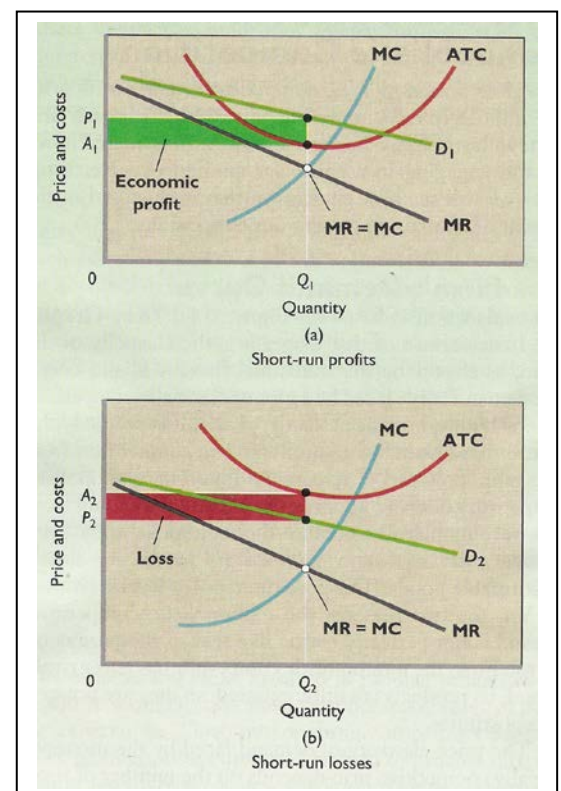 MC
ATC
P1
A1
Price and costs
D1
Economic
profit
MR = MC
MR
0
Q1
Quantity
(a)
Short-run profits
MC
ATC
A2
P2
Price and costs
Loss
D2
MR = MC
MR
0
Q2
Quantity
(b)
Short-run losses